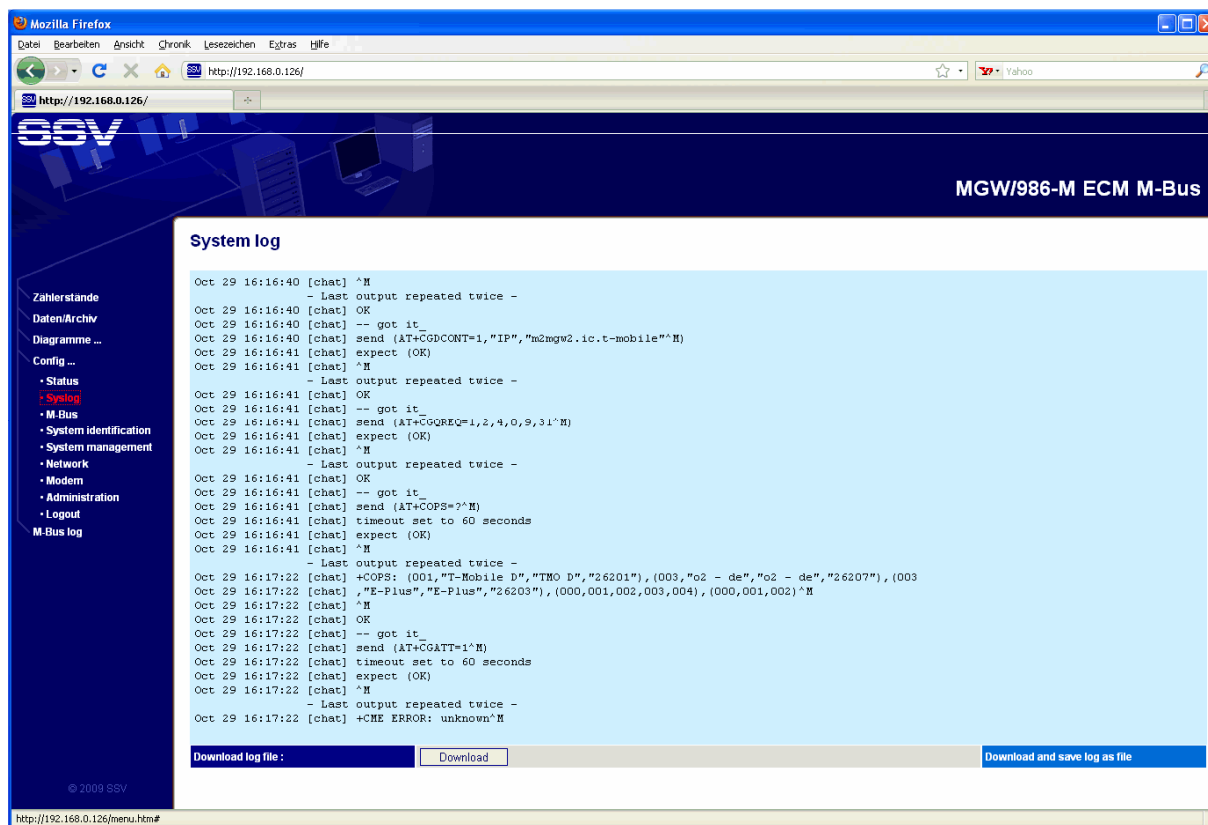 Mozilla Firefox
Datei Bearbeiten Ansicht Chronik Lesezeichen Extras Hilfe
SSV http://192.168.0.126/
Yahoo
SSV http://192.168.0.126/
SSV
MGW/986-M ECM M-Bus
System log
Zählerstände
Daten/Archiv
Diagramme ...
Config ...
• Status
• Syslog
• M-Bus
• System identification
• System management
• Network
• Modem
• Administration
• Logout
M-Bus log
Oct 29 16:16:40 [chat] ^M
– Last output repeated twice –
Oct 29 16:16:40 [chat] OK
Oct 29 16:16:40 [chat] -- got it_
Oct 29 16:16:40 [chat] send (AT+CGDCONT=1,"IP","m2mgw2.ic.t-mobile"^M)
Oct 29 16:16:41 [chat] expect (OK)
Oct 29 16:16:41 [chat] ^M
– Last output repeated twice –
Oct 29 16:16:41 [chat] OK
Oct 29 16:16:41 [chat] -- got it_
Oct 29 16:16:41 [chat] send (AT+CGQREQ=1,2,4,0,9,31^M)
Oct 29 16:16:41 [chat] expect (OK)
Oct 29 16:16:41 [chat] ^M
– Last output repeated twice –
Oct 29 16:16:41 [chat] OK
Oct 29 16:16:41 [chat] -- got it_
Oct 29 16:16:41 [chat] send (AT+COPS=?^M)
Oct 29 16:16:41 [chat] timeout set to 60 seconds
Oct 29 16:16:41 [chat] expect (OK)
Oct 29 16:16:41 [chat] ^M
– Last output repeated twice –
Oct 29 16:17:22 [chat] +COPS: (001,"T-Mobile D","TMO D","26201"),(003,"o2 - de","o2 - de","26207"),(003
Oct 29 16:17:22 [chat] ,"E-Plus","E-Plus","26203"),(000,001,002,003,004),(000,001,002)^M
Oct 29 16:17:22 [chat] ^M
Oct 29 16:17:22 [chat] OK
Oct 29 16:17:22 [chat] -- got it_
Oct 29 16:17:22 [chat] send (AT+CGATT=1^M)
Oct 29 16:17:22 [chat] timeout set to 60 seconds
Oct 29 16:17:22 [chat] expect (OK)
Oct 29 16:17:22 [chat] ^M
– Last output repeated twice –
Oct 29 16:17:22 [chat] +CME ERROR: unknown^M
Download log file : Download Download and save log as file
© 2009 SSV
http://192.168.0.126/menu.htm#